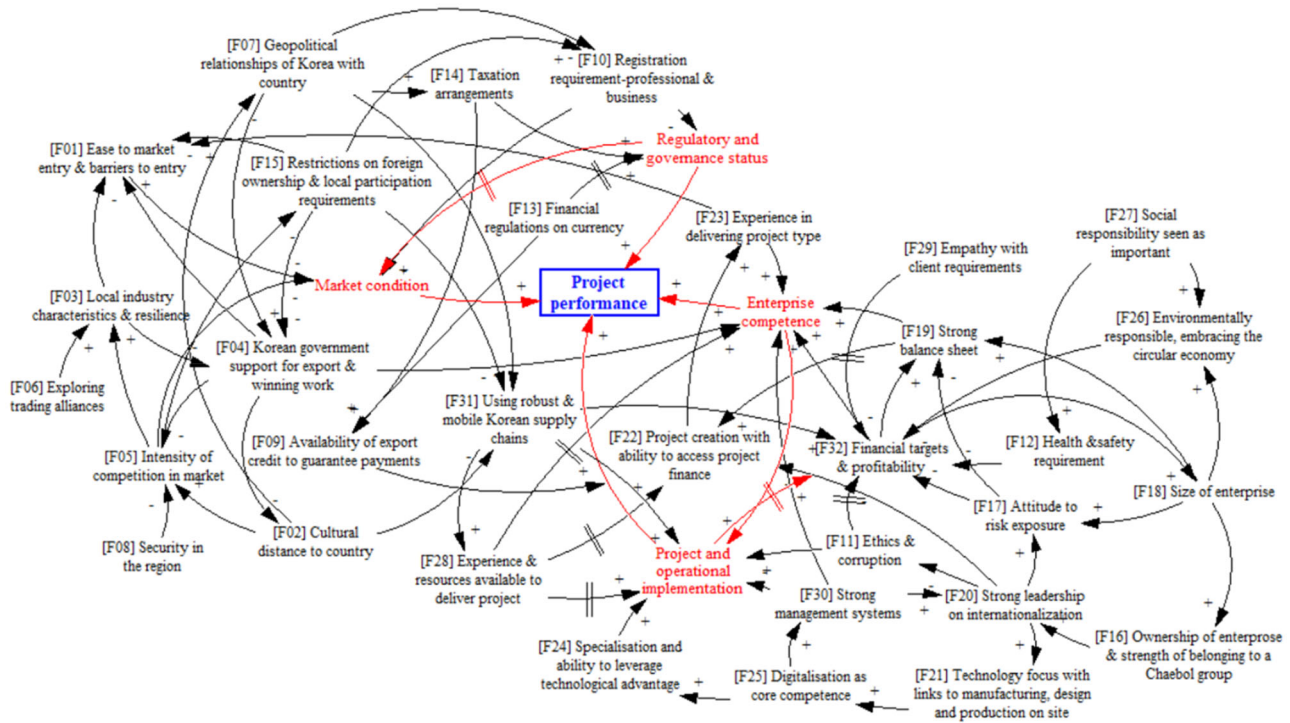 [F07] Geopolitical
relationships of Korea with
country
[F14] Taxation
arrangements
[F10] Registration
requirement-professional &
business
[F01] Ease to market
entry & barriers to entry
[F15] Restrictions on foreign
ownership & local participation
requirements
Regulatory and
governance status
[F13] Financial
regulations on currency
[F23] Experience in
delivering project type
[F27] Social
responsibility seen as
important
[F29] Empathy with
client requirements
Market condition
Project
performance
Enterprise
competence
[F03] Local industry
characteristics & resilience
[F04] Korean government
support for export &
winning work
[F19] Strong
balance sheet
[F26] Environmentally
responsible, embracing the
circular economy
[F06] Exploring
trading alliances
[F31] Using robust &
mobile Korean supply
chains
[F09] Availability of export
credit to guarantee payments
[F22] Project creation with
ability to access project
finance
[F32] Financial targets
& profitability
[F12] Health &safety
requirement
[F05] Intensity of
competition in market
[F18] Size of enterprise
[F17] Attitude to
risk exposure
[F02] Cultural
distance to country
[F08] Security in
the region
[F28] Experience &
resources available to
deliver project
Project and
operational
implementation
[F11] Ethics &
corruption
[F30] Strong
management systems
[F20] Strong leadership
on internationalization
[F24] Specialisation and
ability to leverage
technological advantage
[F25] Digitalisation as
core competence
[F21] Technology focus with
links to manufacturing, design
and production on site
[F16] Ownership of enterprose
& strength of belonging to a
Chaebol group